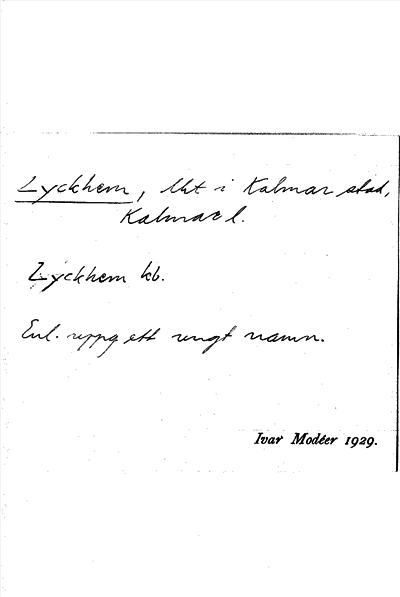 Lyckhem, lht i Kalmar stad,
Kalmar l.
Lyckhem kb.
Enl. uppg ett ungt namn.
Ivar Modéer 1929.